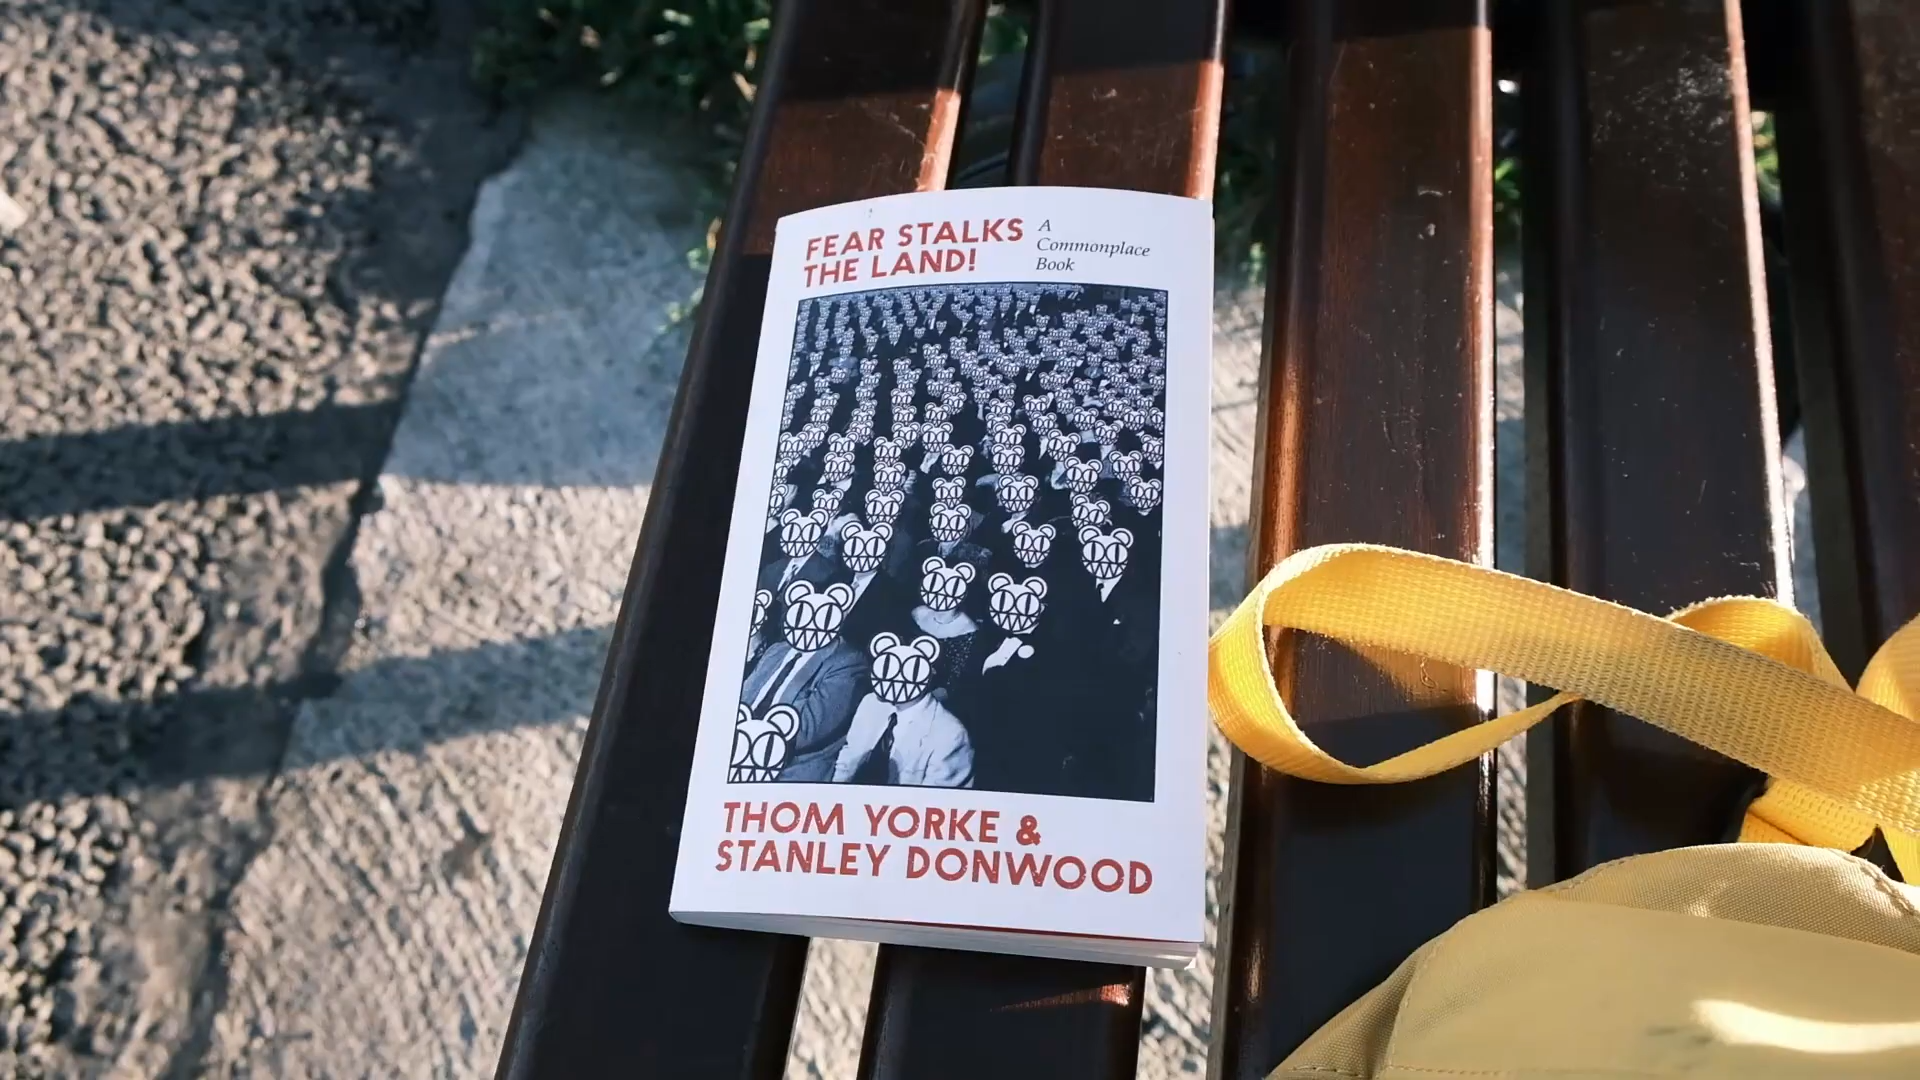 FEAR STALKS
THE LAND!
A
Commonplace
Book
THOM YORKE &
STANLEY DONWOOD